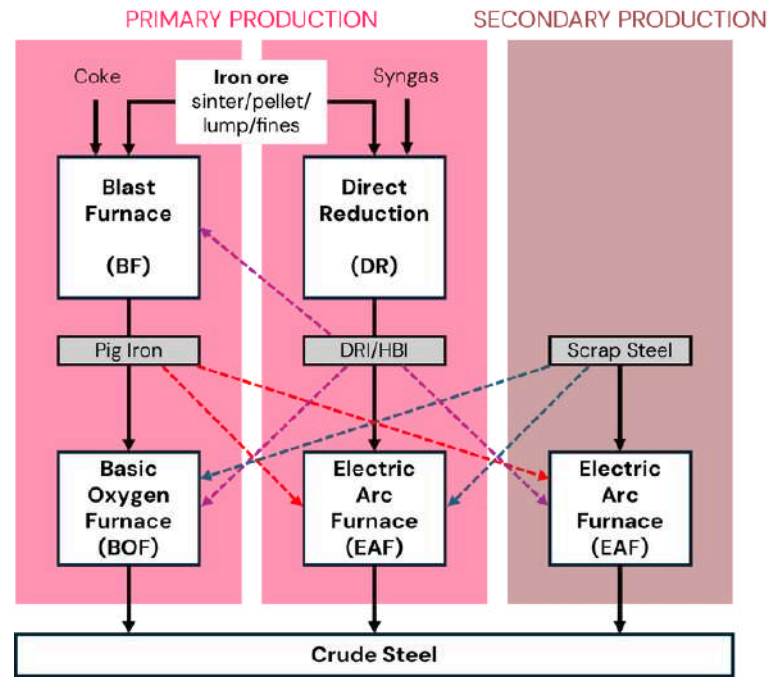 PRIMARY PRODUCTION
SECONDARY PRODUCTION
Coke
Iron ore
sinter/pellet/
lump/fines
Syngas
Blast
Furnace
(BF)
Direct
Reduction
(DR)
Pig Iron
DRI/HBI
Scrap Steel
Basic
Oxygen
Furnace
(BOF)
Electric
Arc
Furnace
(EAF)
Electric
Arc
Furnace
(EAF)
Crude Steel